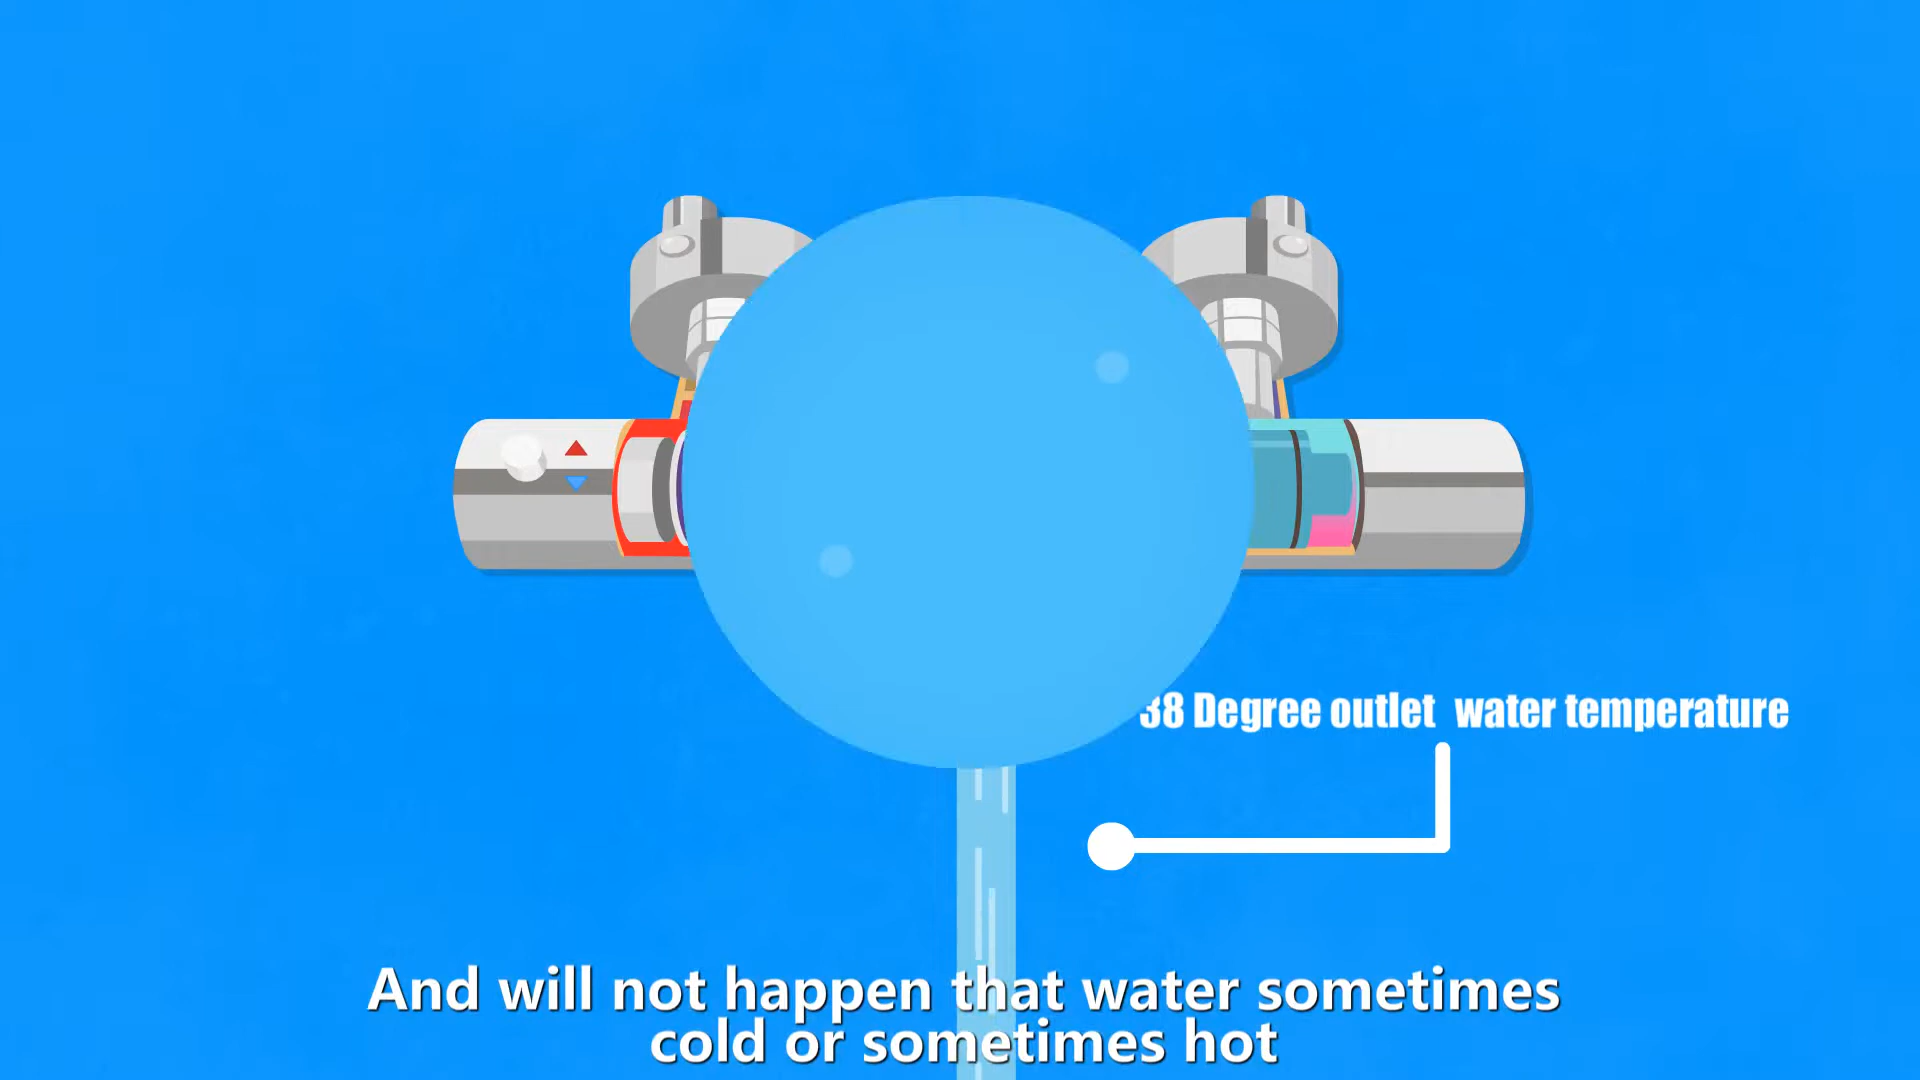 38 Degree outlet water temperature
And will not happen that water sometimes
cold or sometimes hot